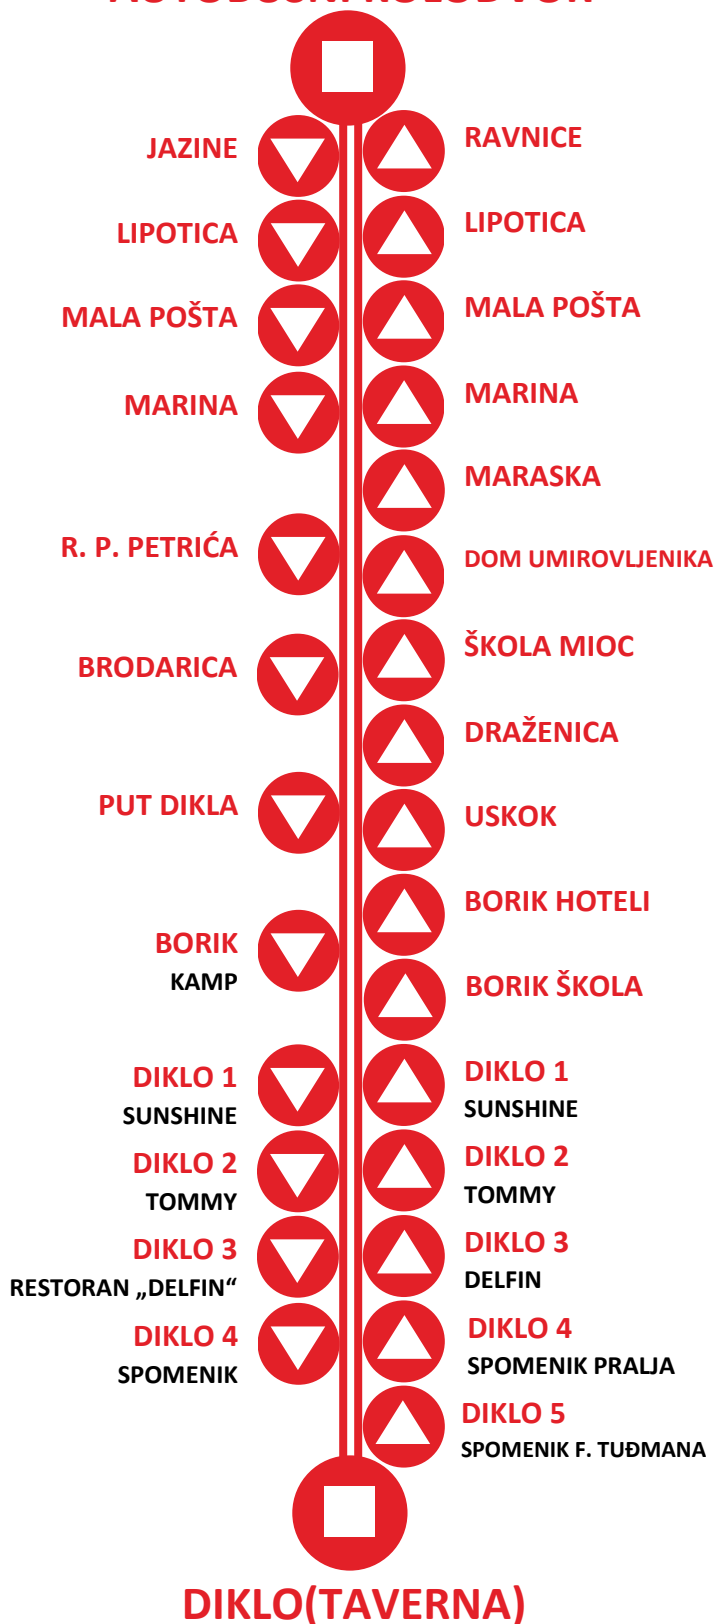 AUTOBUSNI KOLODVOR
JAZINE
LIPOTICA
MALA POŠTA
MARINA
R. P. PETRIĆA
BRODARICA
PUT DIKLA
BORIK
KAMP
DIKLO 1
SUNSHINE
DIKLO 2
TOMMY
DIKLO 3
RESTORAN „DELFIN“
DIKLO 4
SPOMENIK
RAVNICE
LIPOTICA
MALA POŠTA
MARINA
MARASKA
DOM UMIROVLJENIKA
ŠKOLA MIOC
DRAŽENICA
USKOK
BORIK HOTELI
BORIK ŠKOLA
DIKLO 1
SUNSHINE
DIKLO 2
TOMMY
DIKLO 3
DELFIN
DIKLO 4
SPOMENIK PRALJA
DIKLO 5
SPOMENIK F. TUĐMANA
DIKLO(TAVERNA)